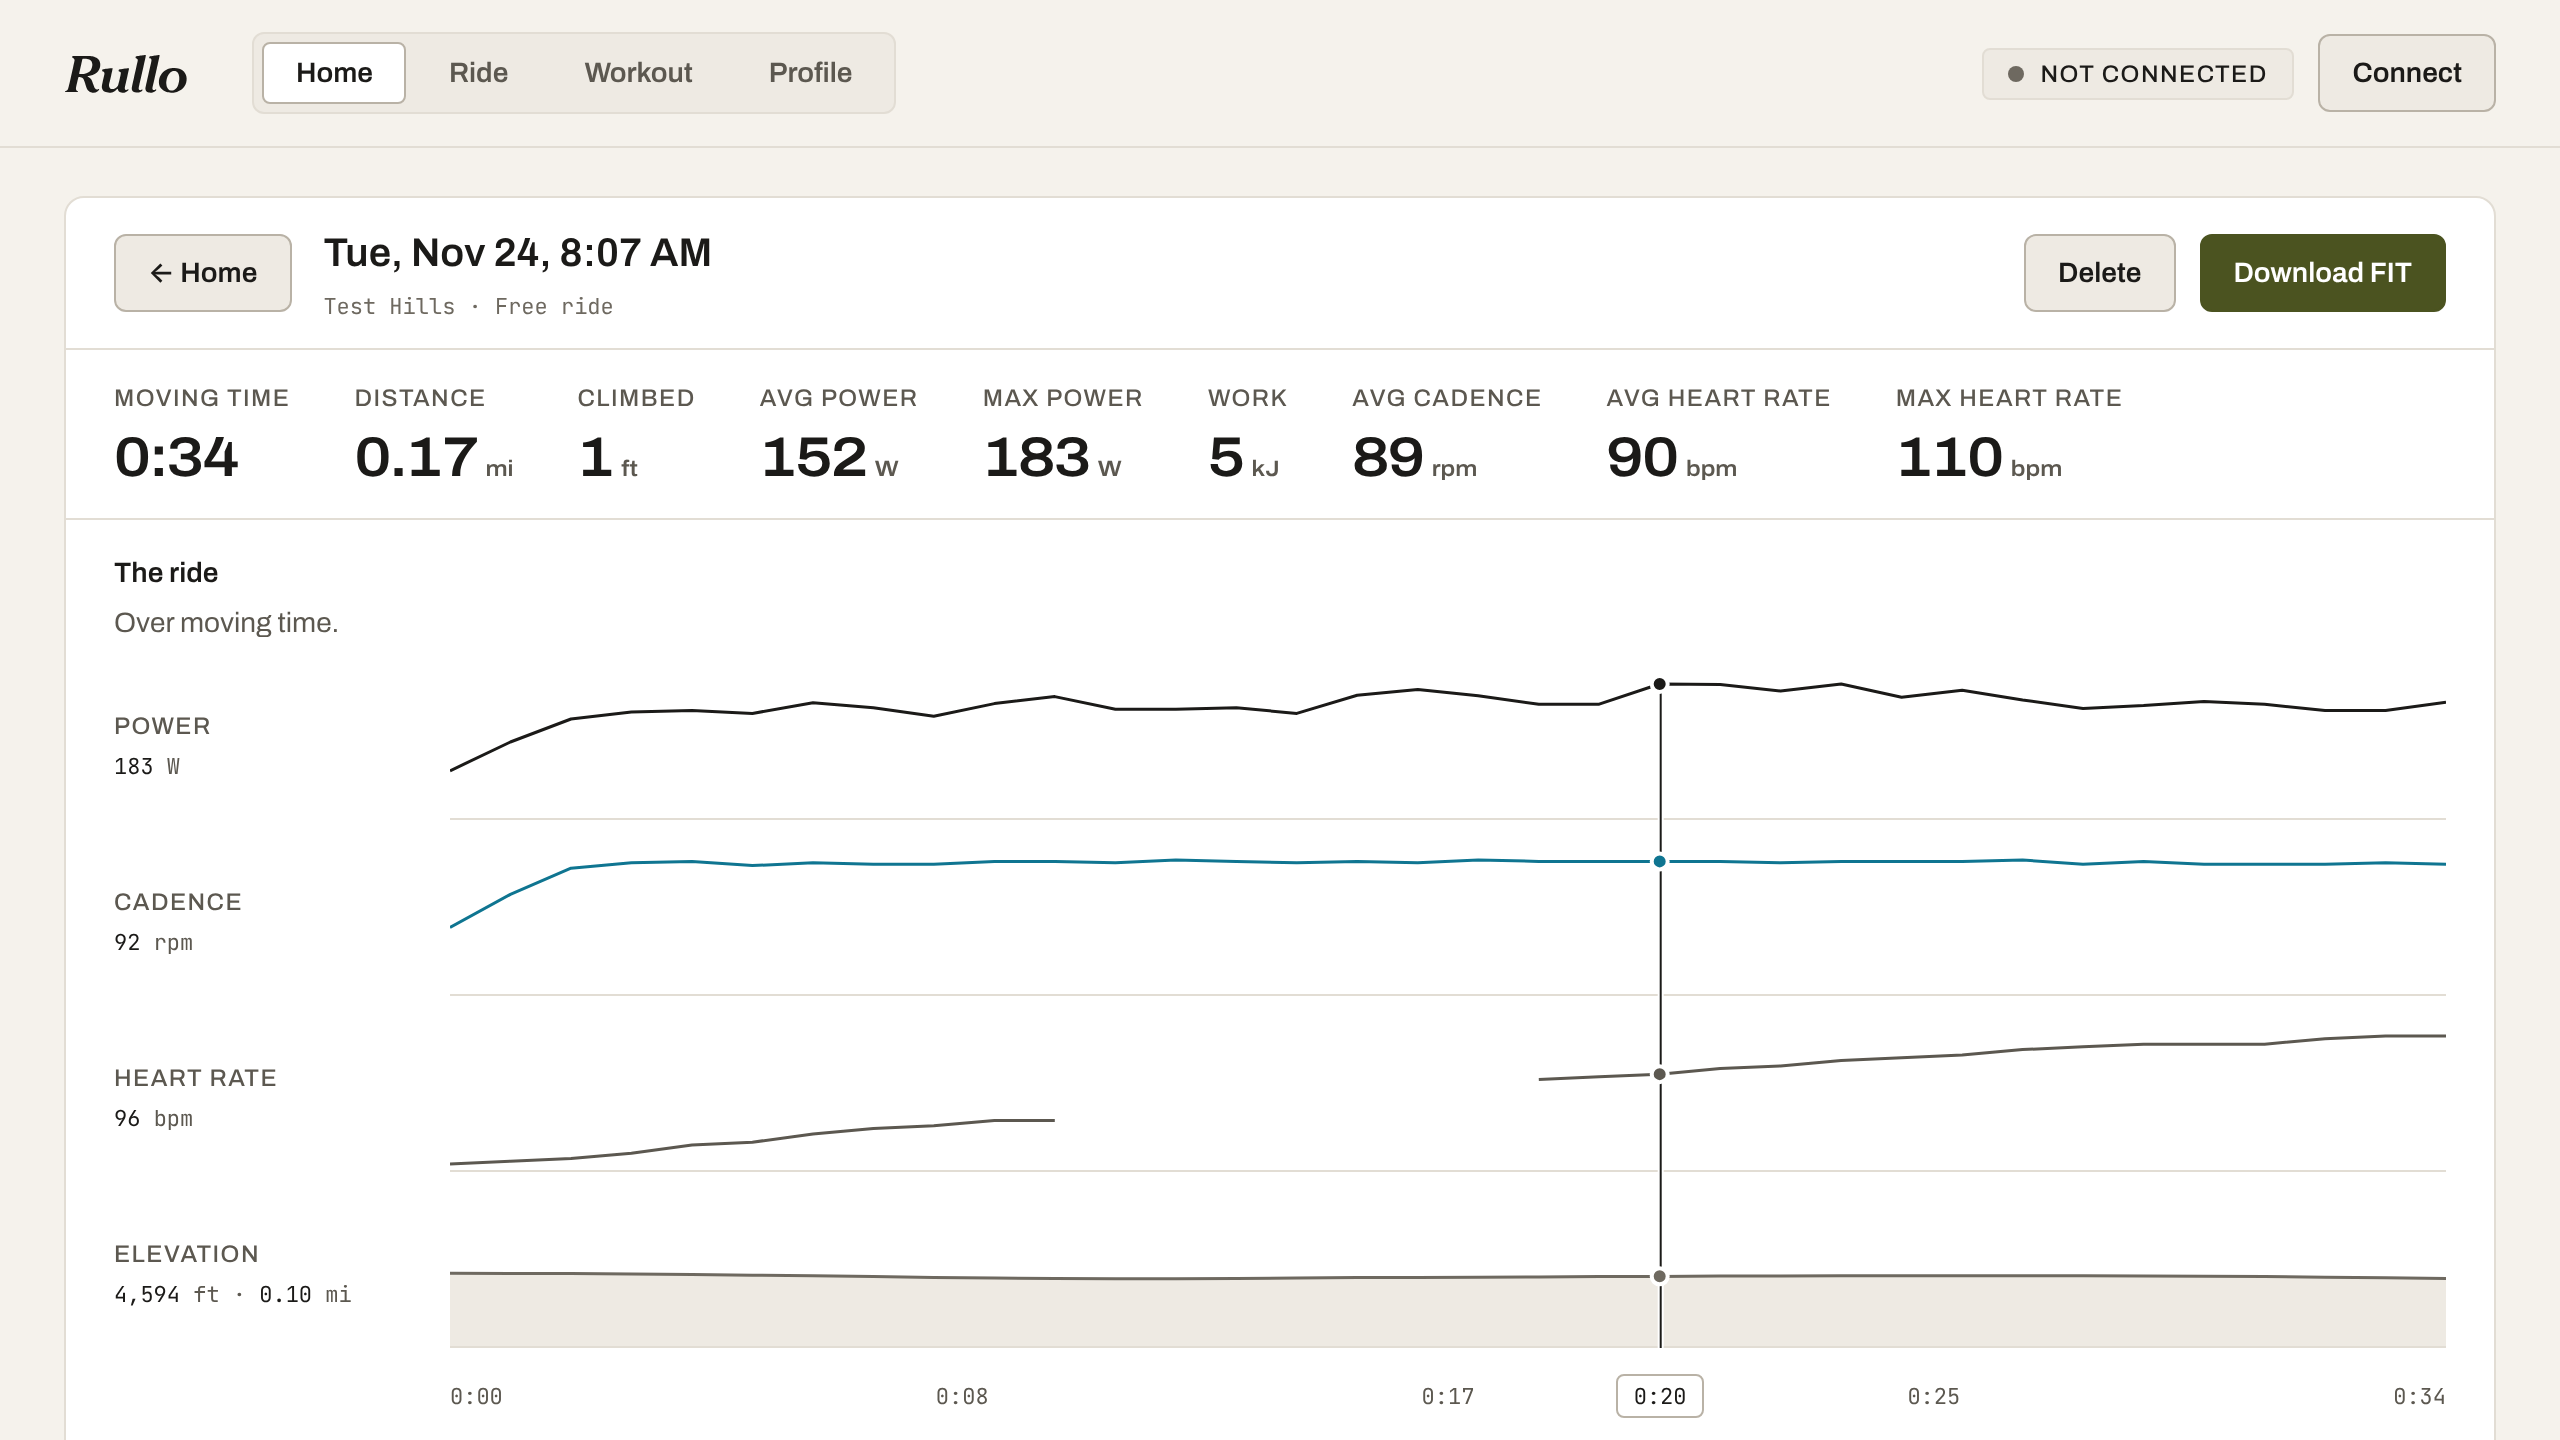 Rullo
Home Ride Workout Profile
NOT CONNECTED
Connect
← Home
Tue, Nov 24, 8:07 AM
Test Hills · Free ride
Delete
Download FIT
MOVING TIME DISTANCE CLIMBED AVG POWER MAX POWER WORK AVG CADENCE AVG HEART RATE MAX HEART RATE
0:34 0.17 mi 1 ft 152 W 183 W 5 kJ 89 rpm 90 bpm 110 bpm
The ride
Over moving time.
POWER
183 W
CADENCE
92 rpm
HEART RATE
96 bpm
ELEVATION
4,594 ft · 0.10 mi
0:00 0:08 0:17 0:20 0:25 0:34